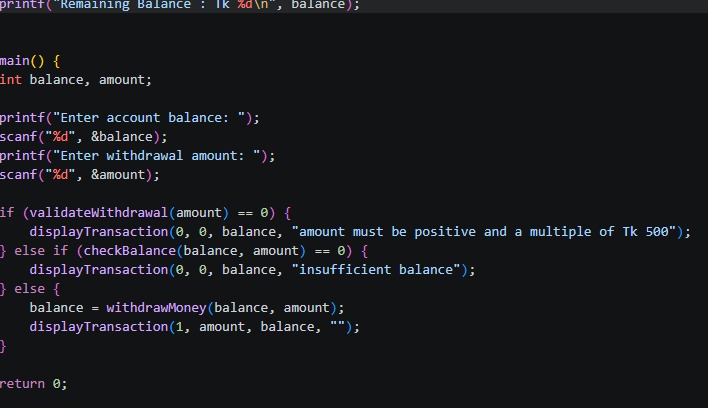 printf("Remaining Balance : Tk %d\n", balance);
main() {
int balance, amount;
printf("Enter account balance: ");
scanf("%d", &balance);
printf("Enter withdrawal amount: ");
scanf("%d", &amount);
if (validateWithdrawal(amount) == 0) {
displayTransaction(0, 0, balance, "amount must be positive and a multiple of Tk 500");
} else if (checkBalance(balance, amount) == 0) {
displayTransaction(0, 0, balance, "insufficient balance");
} else {
balance = withdrawMoney(balance, amount);
displayTransaction(1, amount, balance, "");
}
return 0;